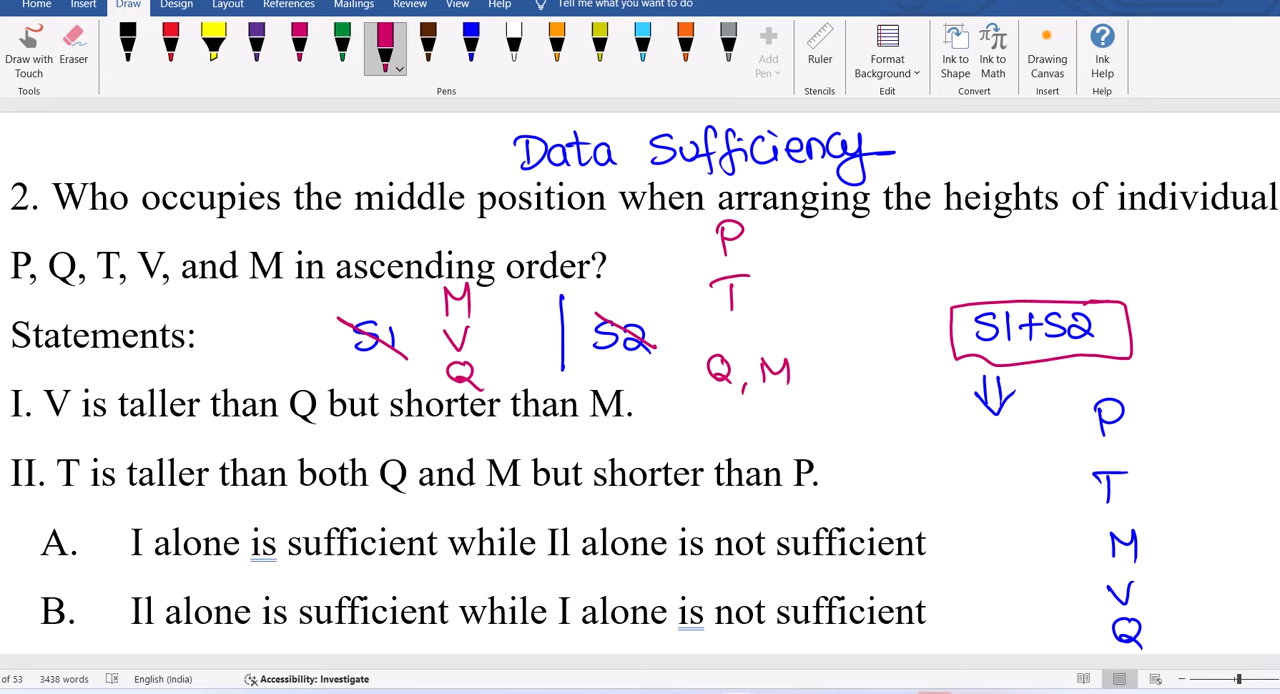 Home Insert Draw Design Layout References Mailings Review View Help Tell me what you want to do
Draw with Touch
Eraser
Add Pen
Ruler
Format Background
Ink to Shape
Ink to Math
Drawing Canvas
Ink Help
Tools Pens Stencils Edit Convert Insert Help
Data Sufficiency
2. Who occupies the middle position when arranging the heights of individual
P, Q, T, V, and M in ascending order?
P
T
Q, M
M
V
Q
Statements:
S1
S2
S1+S2
I. V is taller than Q but shorter than M.
II. T is taller than both Q and M but shorter than P.
A. I alone is sufficient while Il alone is not sufficient
B. Il alone is sufficient while I alone is not sufficient
P
T
M
V
Q
of 53 3438 words English (India) Accessibility: Investigate